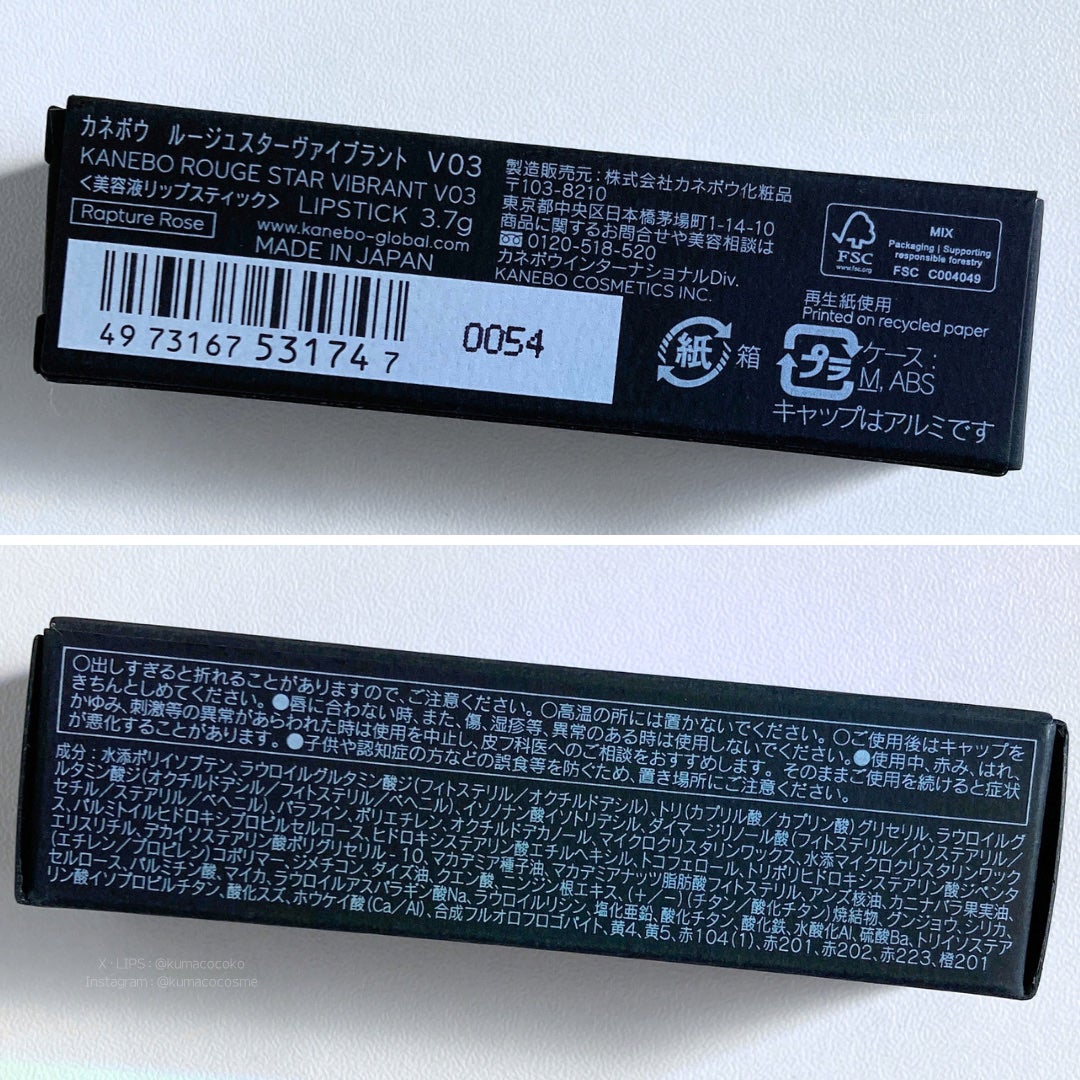 カネボウ ルージュスターヴァイブラント V03
KANEBO ROUGE STAR VIBRANT V03
<美容液リップスティック> LIPSTICK 3.7g
Rapture Rose
www.kanebo-global.com
MADE IN JAPAN
49 73167 53174 7
0054
製造販売元:株式会社カネボウ化粧品
〒103-8210
東京都中央区日本橋茅場町1-14-10
商品に関するお問合せや美容相談は
0120-518-520
カネボウインターナショナルDiv.
KANEBO COSMETICS INC.
FSC
www.fsc.org
MIX
Packaging | Supporting
responsible forestry
FSC C004049
再生紙使用
Printed on recycled paper
紙 箱
プラ
ケース:
M, ABS
キャップはアルミです
○出しすぎると折れることがありますので、ご注意ください。○高温の所には置かないでください。○ご使用後はキャップを
きちんとしめてください。●唇に合わない時、また、傷、湿疹等、異常のある時は使用しないでください。●使用中、赤み、はれ、
かゆみ、刺激等の異常があらわれた時は使用を中止し、皮フ科医へのご相談をおすすめします。そのままご使用を続けると症状
が悪化することがあります。●子供や認知症の方などの誤食等を防ぐため、置き場所にご注意ください。
成分:水添ポリイソブテン、ラウロイルグルタミン酸ジ(フィトステリル/オクチルドデシル)、トリ(カプリル酸/カプリン酸)グリセリル、ラウロイルグ
ルタミン酸ジ(オクチルドデシル/フィトステリル/ベヘニル)、イソノナン酸イソトリデシル、ダイマージリノール酸(フィトステリル/イソステアリル/
セチル/ステアリル/ベヘニル)、パラフィン、ポリエチレン、オクチルドデカノール、マイクロクリスタリンワックス、水添マイクロクリスタリンワック
ス、パルミトイルヒドロキシプロピルセルロース、ヒドロキシステアリン酸エチルヘキシル、トコフェロール、トリポリヒドロキシステアリン酸ジペンタ
エリスリチル、デカイソステアリン酸ポリグリセリル-10、マカデミア種子油、マカデミアナッツ脂肪酸フィトステリル、アンズ核油、カニナバラ果実油、
(エチレン/プロピレン)コポリマー、ジメチコン、ダイズ油、クエン酸、ニンジン根エキス、(+/-)(チタン/酸化チタン)焼結物、グンジョウ、シリカ、
セルロース、パルミチン酸、マイカ、ラウロイルアスパラギン酸Na、ラウロイルリシン、塩化亜鉛、酸化チタン、酸化鉄、水酸化Al、硫酸Ba、トリイソステア
リン酸イソプロピルチタン、酸化スズ、ホウケイ酸(Ca/Al)、合成フルオロフロゴパイト、黄4、黄5、赤104(1)、赤201、赤202、赤223、橙201
X・LIPS : @kumacocoko
Instagram : @kumacocosme